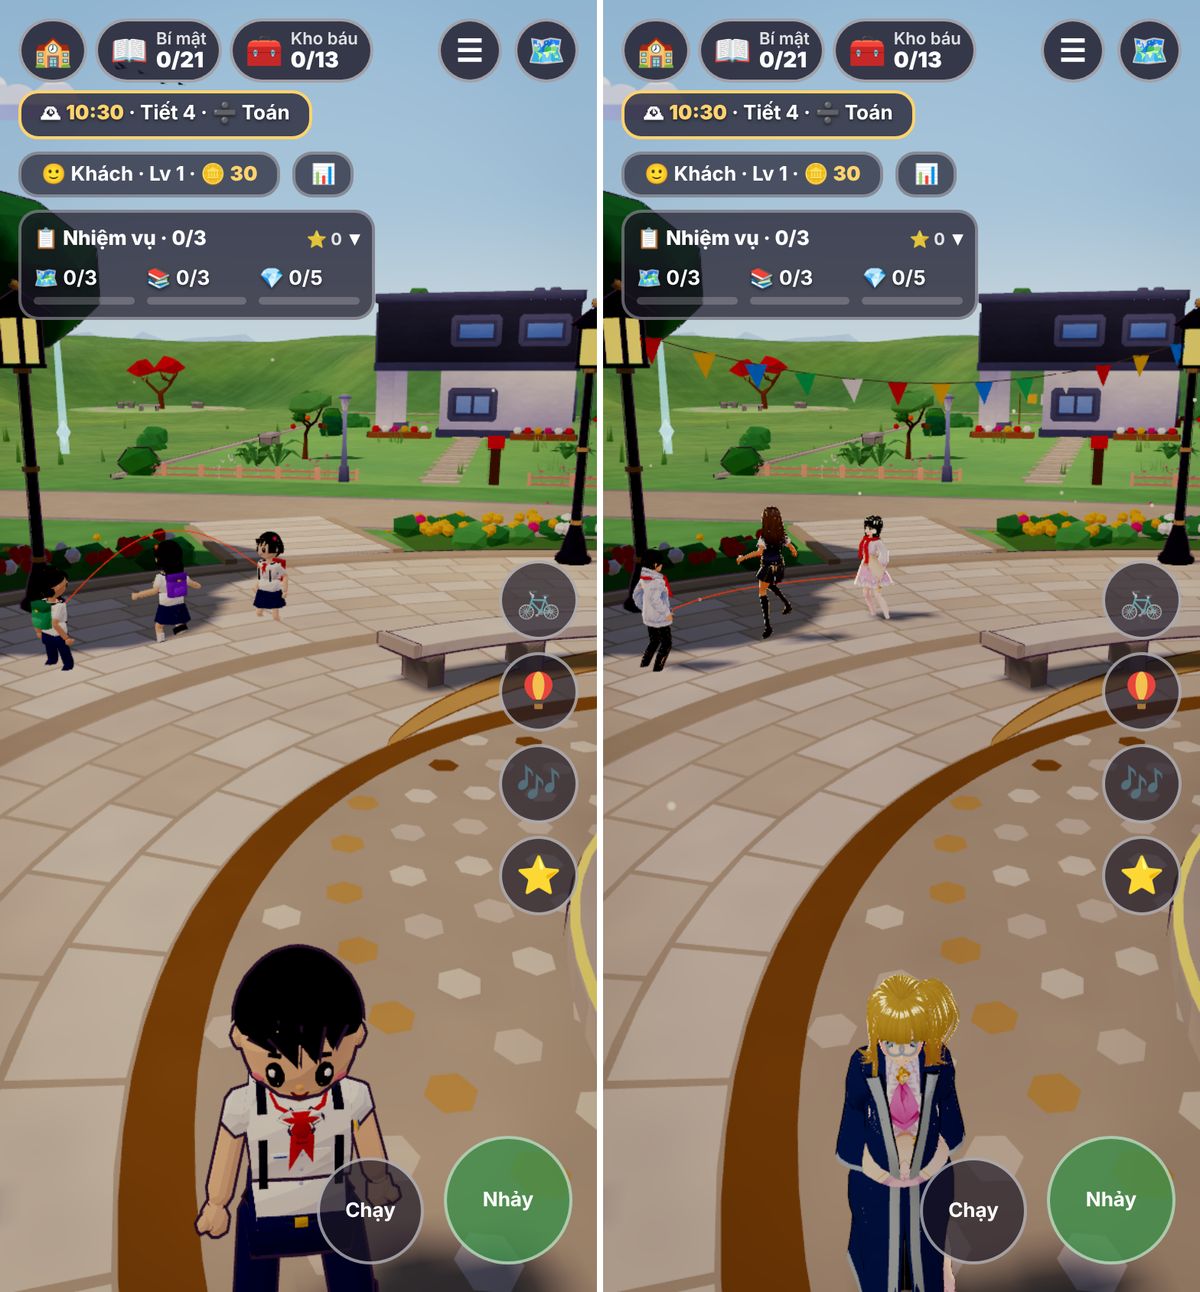 Bí mật
0/21
Kho báu
0/13
10:30 · Tiết 4 · ➗ Toán
Khách · Lv 1 · 🪙 30
Nhiệm vụ · 0/3
⭐ 0 ▼
0/3
0/3
0/5
Chạy
Nhảy
Bí mật
0/21
Kho báu
0/13
10:30 · Tiết 4 · ➗ Toán
Khách · Lv 1 · 🪙 30
Nhiệm vụ · 0/3
⭐ 0 ▼
0/3
0/3
0/5
Chạy
Nhảy